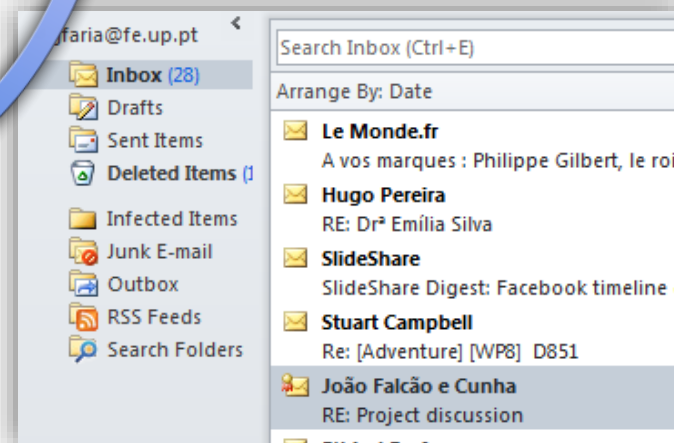 jfaria@fe.up.pt
Inbox (28)
Drafts
Sent Items
Deleted Items (1
Infected Items
Junk E-mail
Outbox
RSS Feeds
Search Folders
Search Inbox (Ctrl+E)
Arrange By: Date
Le Monde.fr
A vos marques : Philippe Gilbert, le roi
Hugo Pereira
RE: Drª Emília Silva
SlideShare
SlideShare Digest: Facebook timeline
Stuart Campbell
Re: [Adventure] [WP8] D851
João Falcão e Cunha
RE: Project discussion